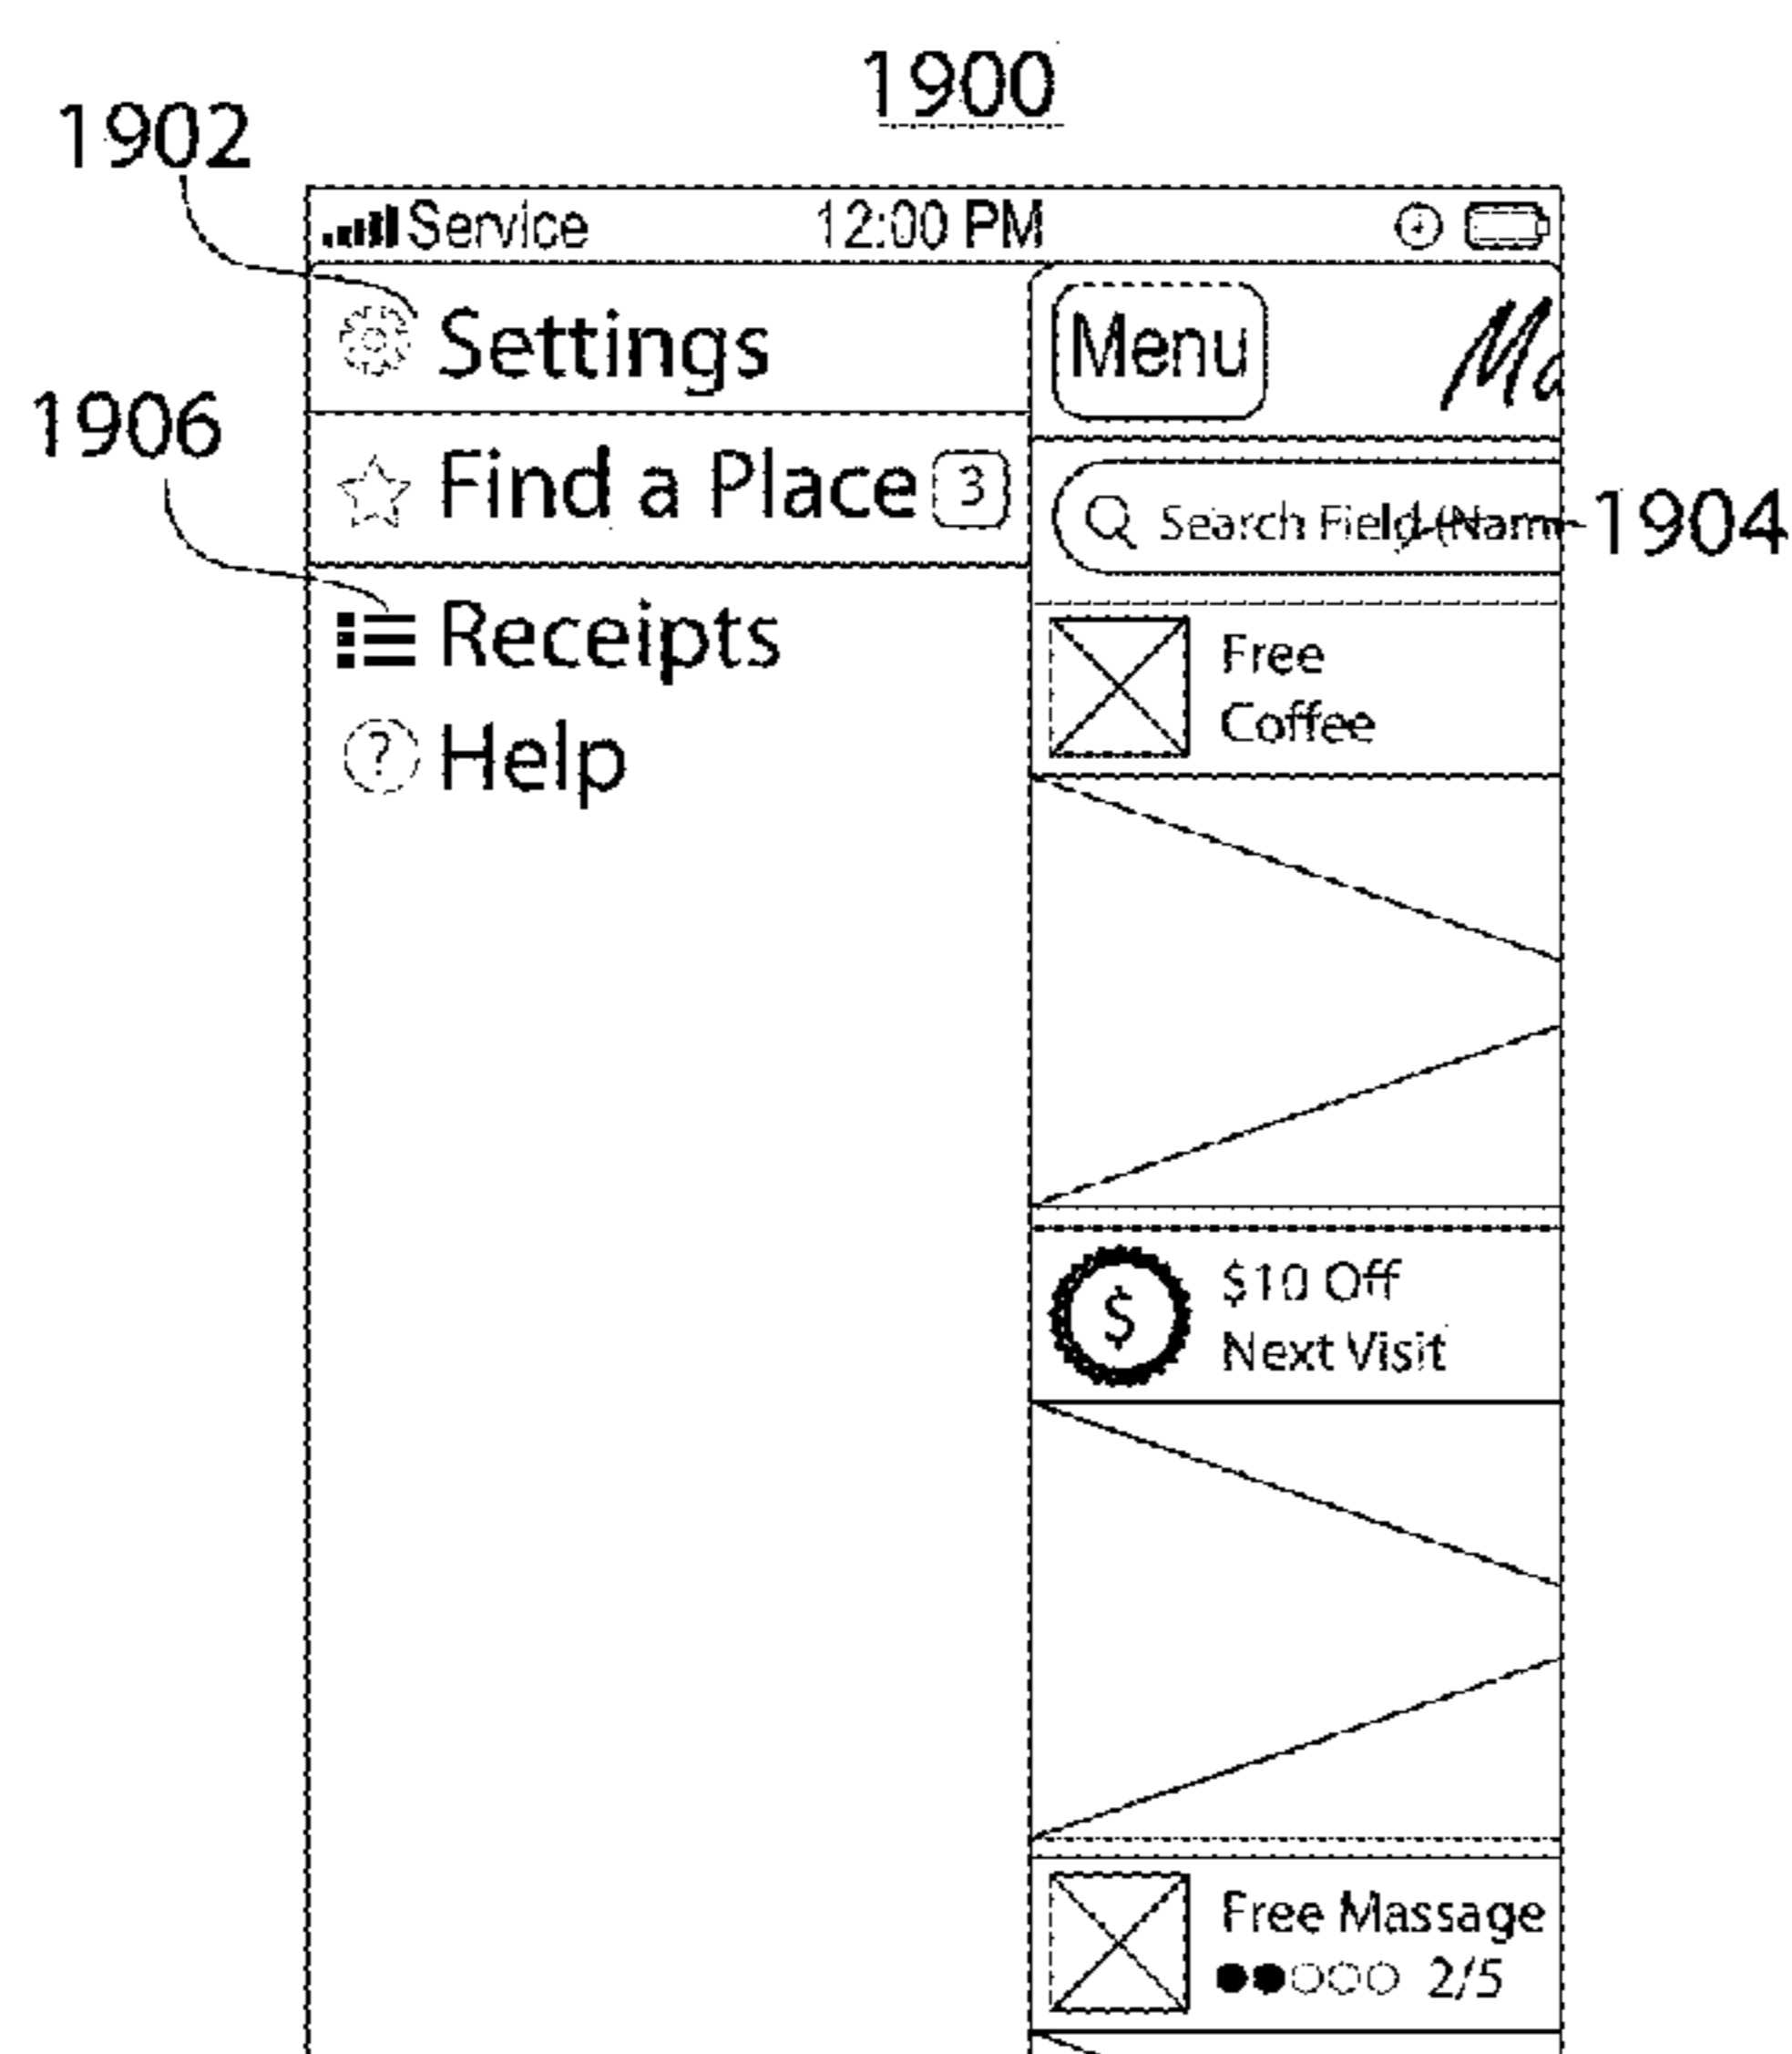 1900
1902
Service 12:00 PM
Settings
Menu
1906
Find a Place 3
Search Field (Nam
1904
Receipts
Free
Coffee
? Help
$10 Off
$
Next Visit
Free Massage
2/5